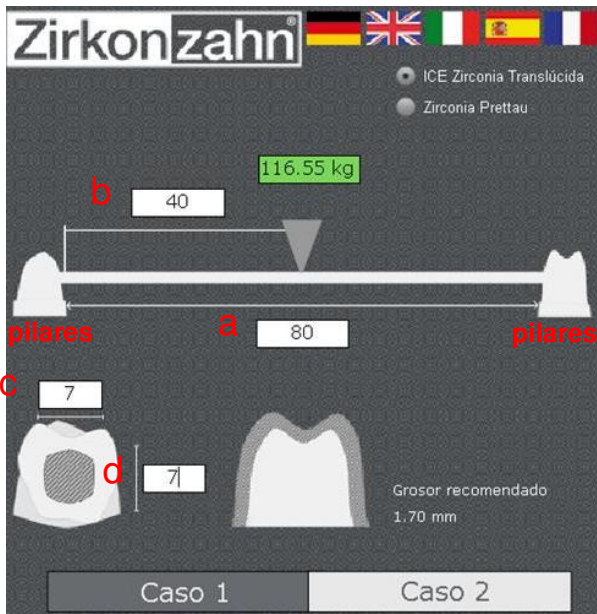 Zirkonzahn®
ICE Zirconia Translúcida
Zirconia Prettau
116.55 kg
b
40
pilares
a
80
pilares
c
7
d
7
Grosor recomendado
1.70 mm
Caso 1
Caso 2